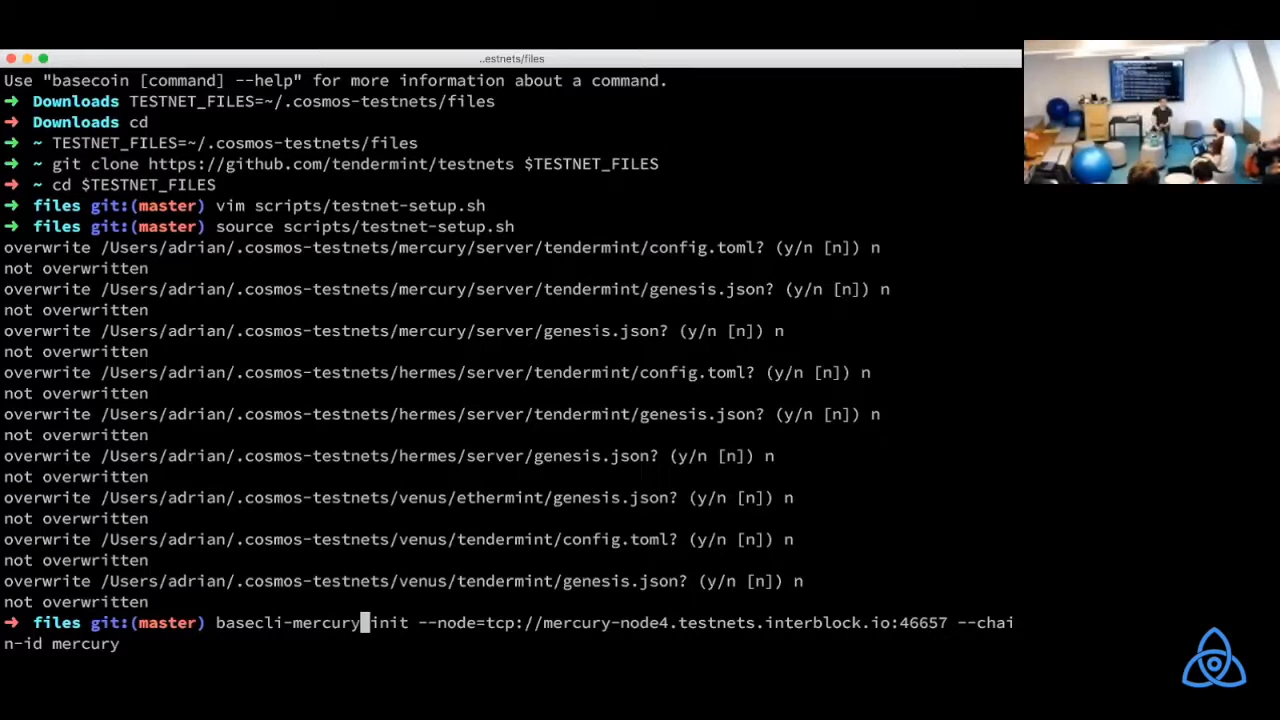 ..estnets/files
Use "basecoin [command] --help" for more information about a command.
➜ Downloads TESTNET_FILES=~/.cosmos-testnets/files
➜ Downloads cd
➜ ~ TESTNET_FILES=~/.cosmos-testnets/files
➜ ~ git clone https://github.com/tendermint/testnets $TESTNET_FILES
➜ ~ cd $TESTNET_FILES
➜ files git:(master) vim scripts/testnet-setup.sh
➜ files git:(master) source scripts/testnet-setup.sh
overwrite /Users/adrian/.cosmos-testnets/mercury/server/tendermint/config.toml? (y/n [n]) n
not overwritten
overwrite /Users/adrian/.cosmos-testnets/mercury/server/tendermint/genesis.json? (y/n [n]) n
not overwritten
overwrite /Users/adrian/.cosmos-testnets/mercury/server/genesis.json? (y/n [n]) n
not overwritten
overwrite /Users/adrian/.cosmos-testnets/hermes/server/tendermint/config.toml? (y/n [n]) n
not overwritten
overwrite /Users/adrian/.cosmos-testnets/hermes/server/tendermint/genesis.json? (y/n [n]) n
not overwritten
overwrite /Users/adrian/.cosmos-testnets/hermes/server/genesis.json? (y/n [n]) n
not overwritten
overwrite /Users/adrian/.cosmos-testnets/venus/ethermint/genesis.json? (y/n [n]) n
not overwritten
overwrite /Users/adrian/.cosmos-testnets/venus/tendermint/config.toml? (y/n [n]) n
not overwritten
overwrite /Users/adrian/.cosmos-testnets/venus/tendermint/genesis.json? (y/n [n]) n
not overwritten
➜ files git:(master) basecli-mercury init --node=tcp://mercury-node4.testnets.interblock.io:46657 --chai
n-id mercury